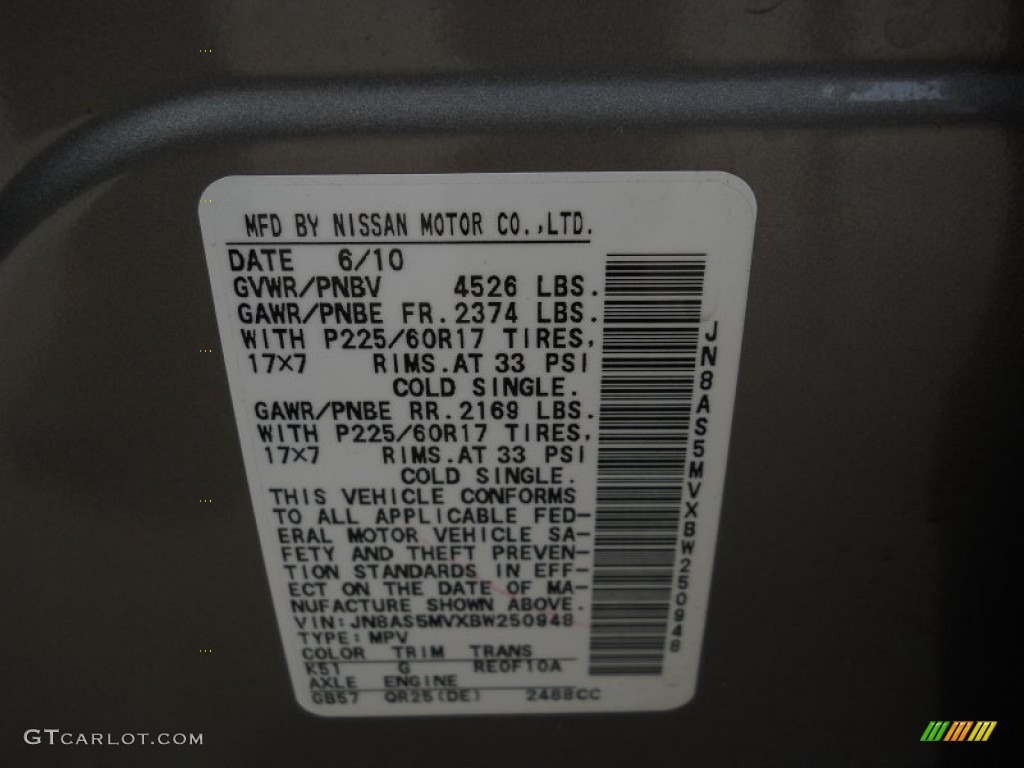 MFD BY NISSAN MOTOR CO.,LTD.
DATE 6/10
GVWR/PNBV 4526 LBS.
GAWR/PNBE FR.2374 LBS.
WITH P225/60R17 TIRES,
17×7 RIMS.AT 33 PSI
COLD SINGLE.
GAWR/PNBE RR.2169 LBS.
WITH P225/60R17 TIRES,
17×7 RIMS.AT 33 PSI
COLD SINGLE.
THIS VEHICLE CONFORMS
TO ALL APPLICABLE FED-
ERAL MOTOR VEHICLE SA-
FETY AND THEFT PREVEN-
TION STANDARDS IN EFF-
ECT ON THE DATE OF MA-
NUFACTURE SHOWN ABOVE.
VIN:JN8AS5MVXBW250948
TYPE:MPV
COLOR TRIM TRANS
K51 G RE0F10A
AXLE ENGINE
GB57 QR25(DE) 2488CC
JN8AS5MVXBW250948
GTCARLOT.COM